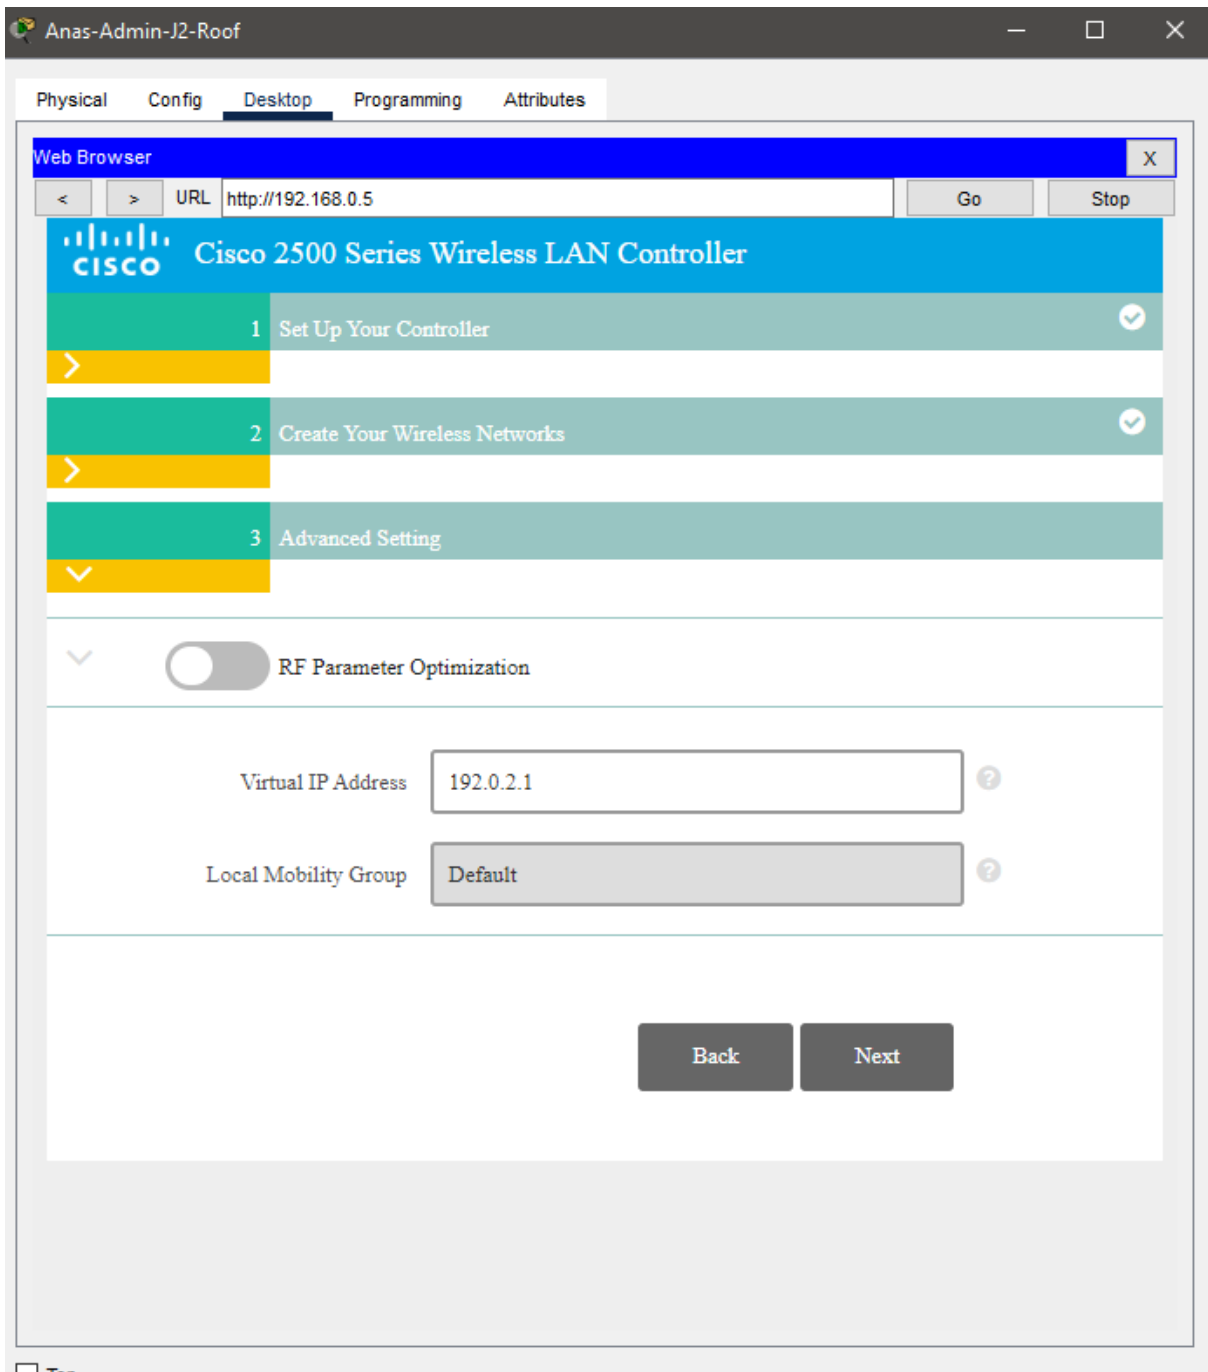 Anas-Admin-J2-Roof
Physical Config Desktop Programming Attributes
Web Browser X
< > URL http://192.168.0.5 Go Stop
CISCO Cisco 2500 Series Wireless LAN Controller
1 Set Up Your Controller
2 Create Your Wireless Networks
3 Advanced Setting
RF Parameter Optimization
Virtual IP Address 192.0.2.1 ?
Local Mobility Group Default ?
Back Next